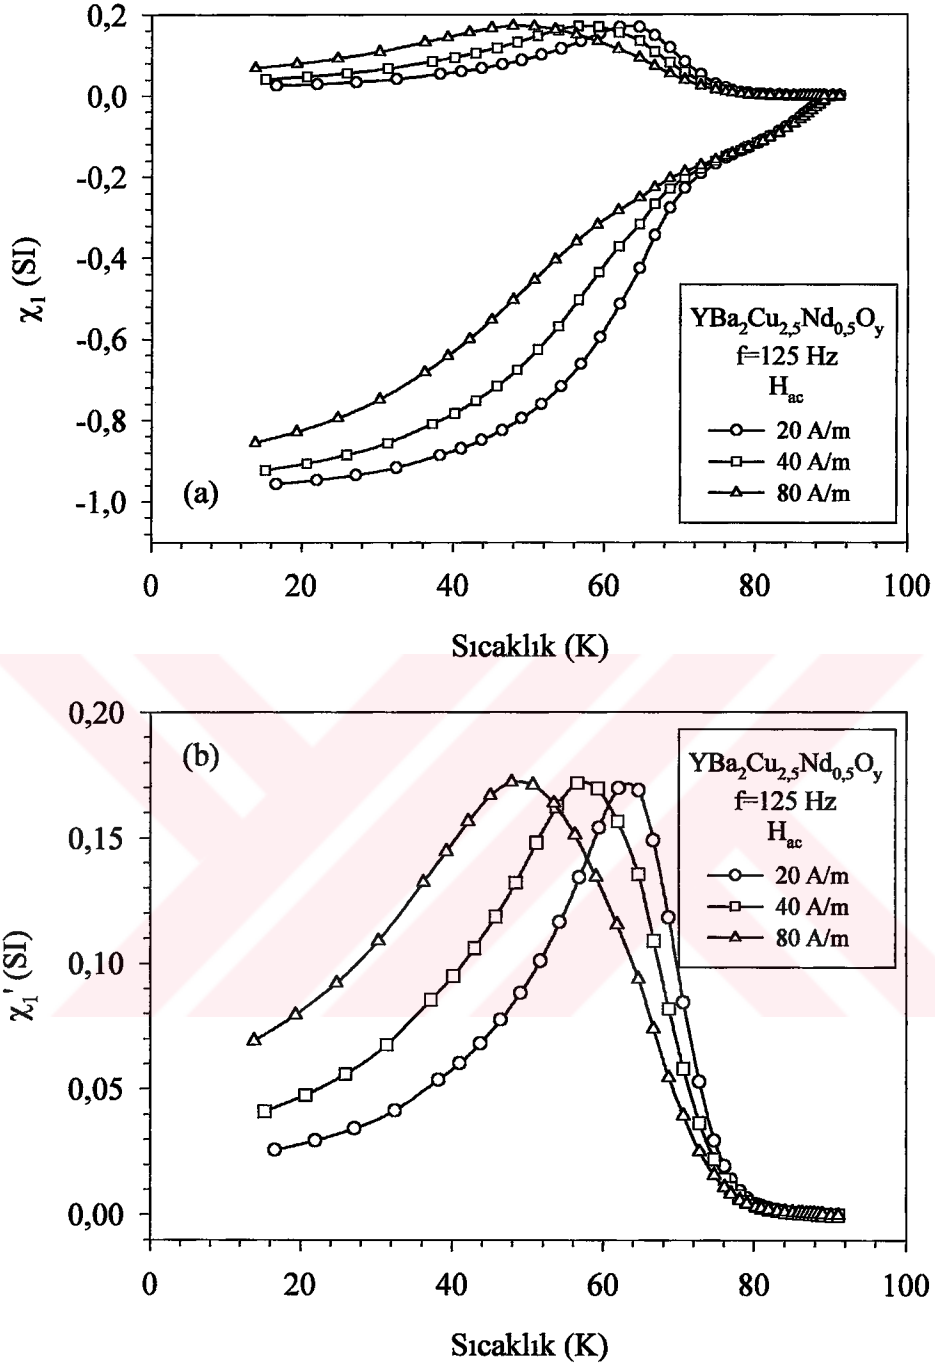 0,2
0,0
-0,2
-0,4
-0,6
-0,8
-1,0
χ₁ (SI)
YBa₂Cu₂,₅Nd₀,₅Oy
f=125 Hz
Hac
20 A/m
40 A/m
80 A/m
(a)
0 20 40 60 80 100
Sıcaklık (K)
0,20
0,15
0,10
0,05
0,00
χ₁' (SI)
(b)
YBa₂Cu₂,₅Nd₀,₅Oy
f=125 Hz
Hac
20 A/m
40 A/m
80 A/m
0 20 40 60 80 100
Sıcaklık (K)